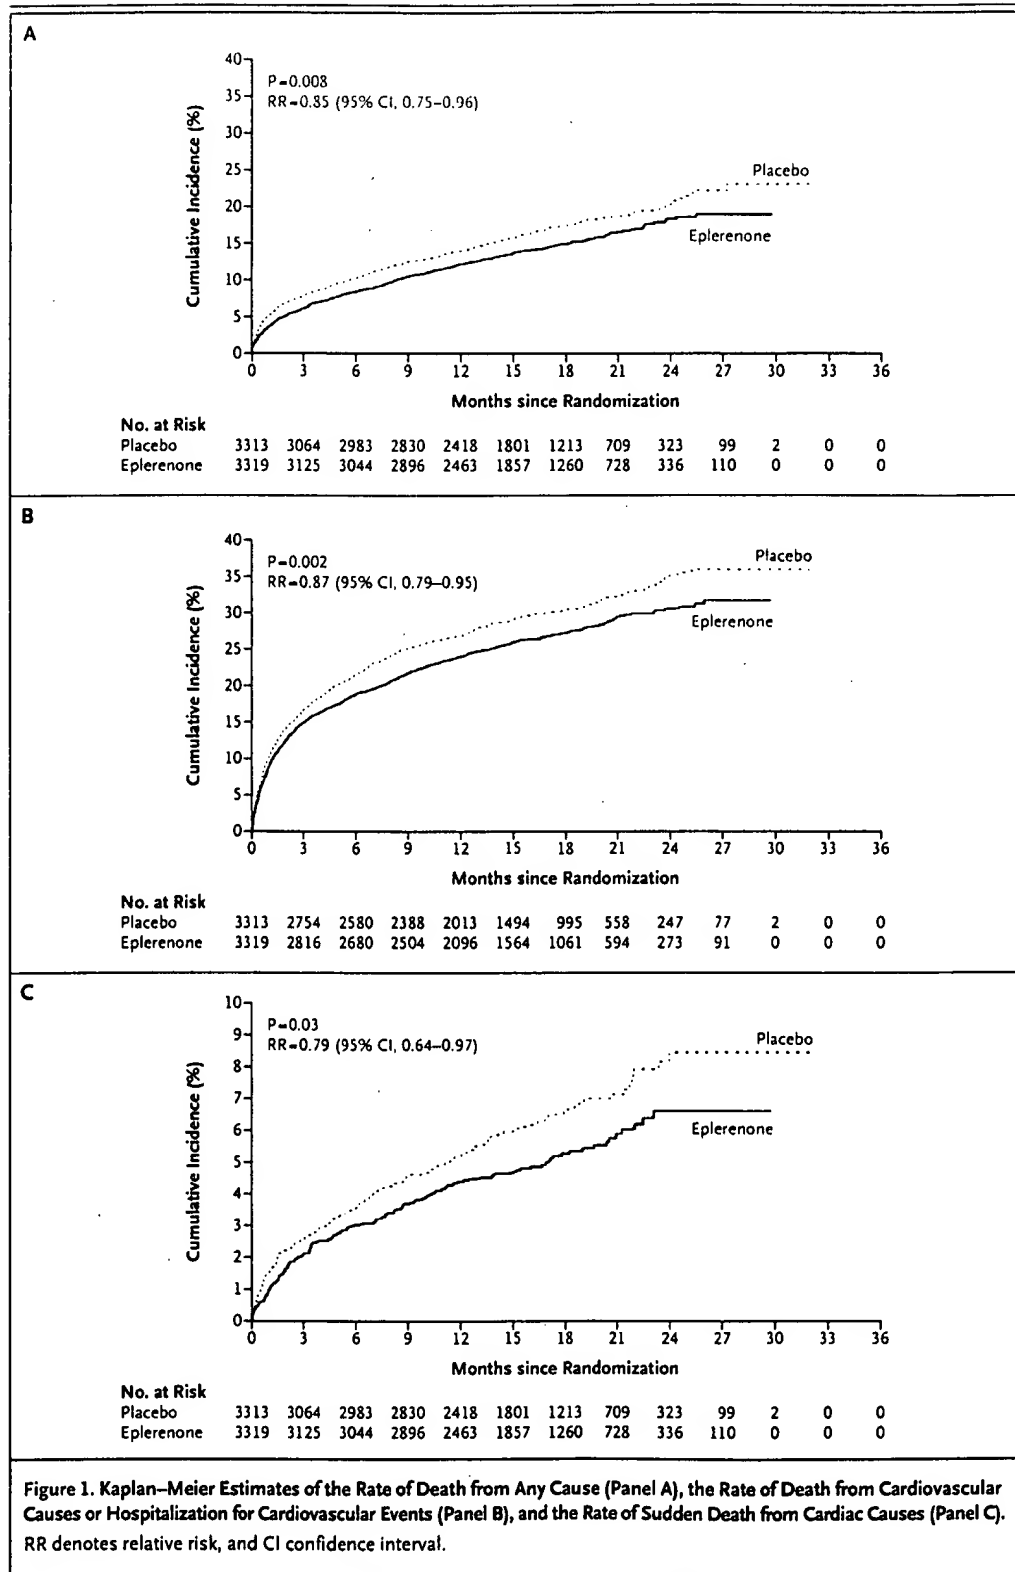 A
40
35
30
25
20
15
10
5
0
Cumulative Incidence (%)
P=0.008
RR=0.85 (95% CI, 0.75–0.96)
Placebo
Eplerenone
0 3 6 9 12 15 18 21 24 27 30 33 36
Months since Randomization
No. at Risk
Placebo 3313 3064 2983 2830 2418 1801 1213 709 323 99 2 0 0
Eplerenone 3319 3125 3044 2896 2463 1857 1260 728 336 110 0 0 0
B
40
35
30
25
20
15
10
5
0
Cumulative Incidence (%)
P=0.002
RR=0.87 (95% CI, 0.79–0.95)
Placebo
Eplerenone
0 3 6 9 12 15 18 21 24 27 30 33 36
Months since Randomization
No. at Risk
Placebo 3313 2754 2580 2388 2013 1494 995 558 247 77 2 0 0
Eplerenone 3319 2816 2680 2504 2096 1564 1061 594 273 91 0 0 0
C
10
9
8
7
6
5
4
3
2
1
0
Cumulative Incidence (%)
P=0.03
RR=0.79 (95% CI, 0.64–0.97)
Placebo
Eplerenone
0 3 6 9 12 15 18 21 24 27 30 33 36
Months since Randomization
No. at Risk
Placebo 3313 3064 2983 2830 2418 1801 1213 709 323 99 2 0 0
Eplerenone 3319 3125 3044 2896 2463 1857 1260 728 336 110 0 0 0
Figure 1. Kaplan–Meier Estimates of the Rate of Death from Any Cause (Panel A), the Rate of Death from Cardiovascular
Causes or Hospitalization for Cardiovascular Events (Panel B), and the Rate of Sudden Death from Cardiac Causes (Panel C).
RR denotes relative risk, and CI confidence interval.